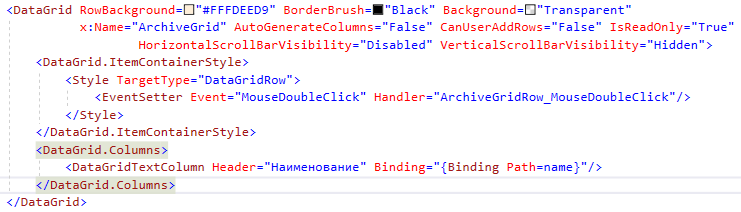 <DataGrid RowBackground="#FFFDEED9" BorderBrush="Black" Background="Transparent"
x:Name="ArchiveGrid" AutoGenerateColumns="False" CanUserAddRows="False" IsReadOnly="True"
HorizontalScrollBarVisibility="Disabled" VerticalScrollBarVisibility="Hidden">
<DataGrid.ItemContainerStyle>
<Style TargetType="DataGridRow">
<EventSetter Event="MouseDoubleClick" Handler="ArchiveGridRow_MouseDoubleClick"/>
</Style>
</DataGrid.ItemContainerStyle>
<DataGrid.Columns>
<DataGridTextColumn Header="Наименование" Binding="{Binding Path=name}"/>
</DataGrid.Columns>
</DataGrid>